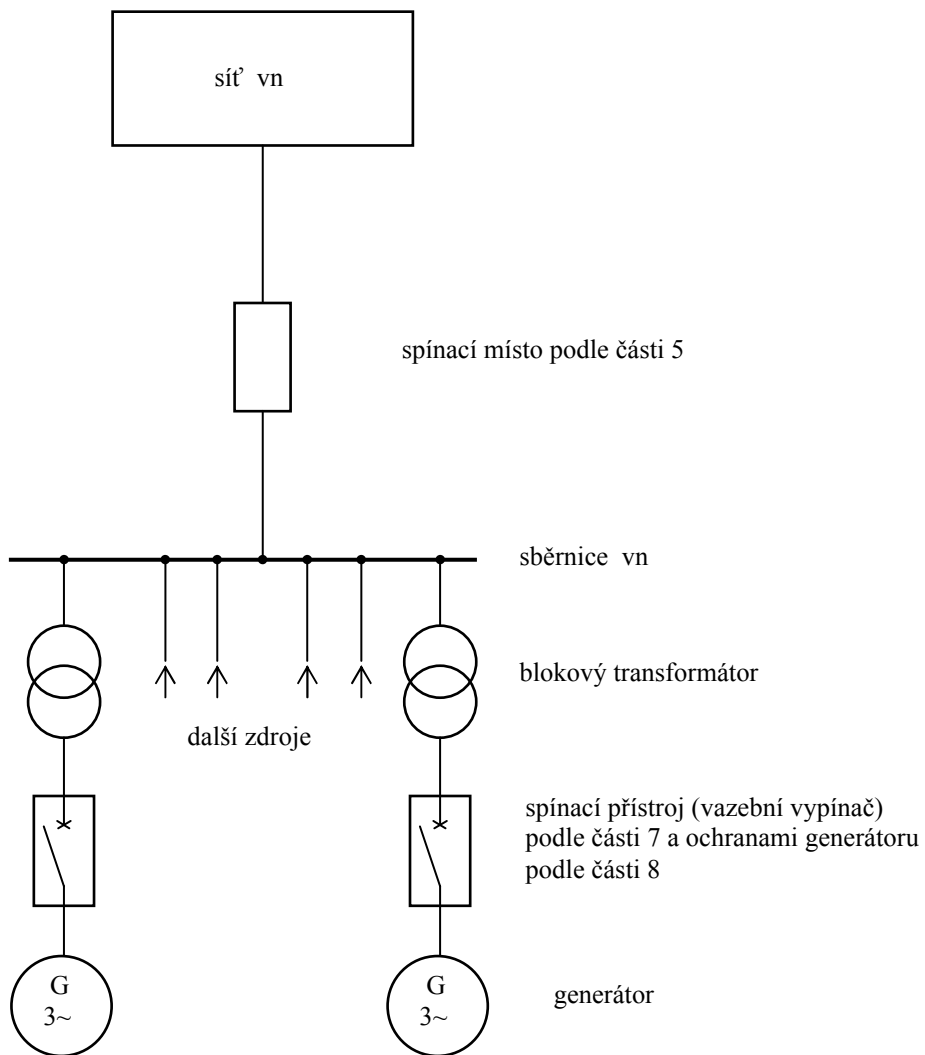 síť vn
spínací místo podle části 5
sběrnice vn
blokový transformátor
další zdroje
spínací přístroj (vazební vypínač)
podle části 7 a ochranami generátoru
podle části 8
G
3~
G
3~
generátor